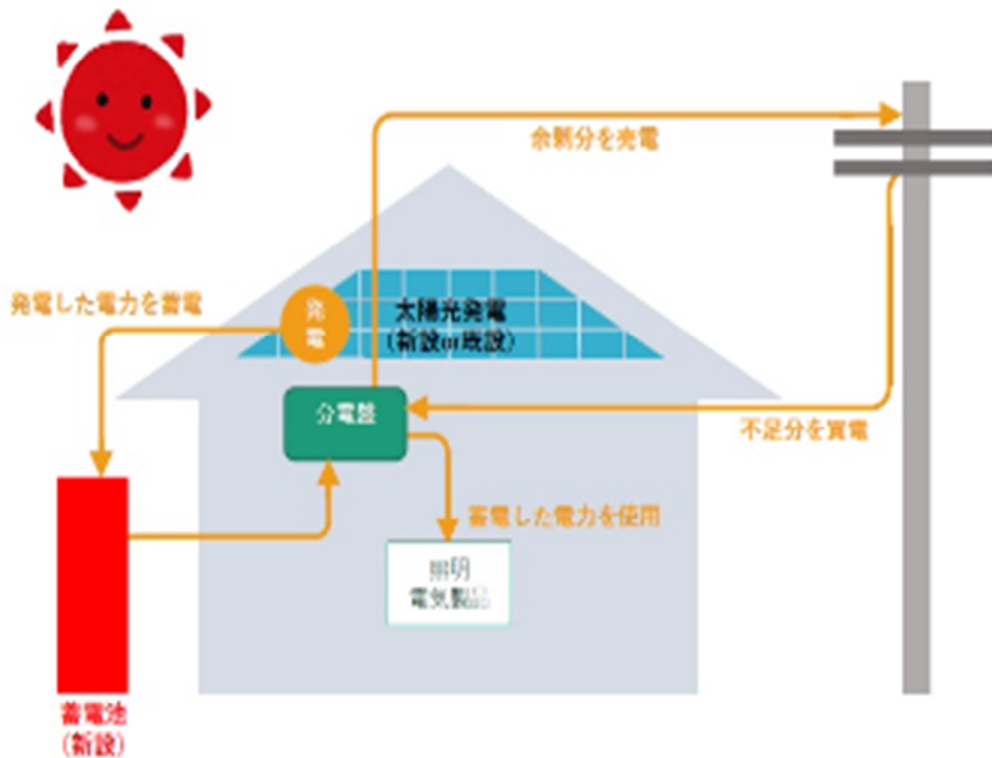 余剰分を売電
発電した電力を蓄電
発
電
太陽光発電
(新設or既設)
分電盤
不足分を買電
蓄電した電力を使用
照明
電気製品
蓄電池
(新設)